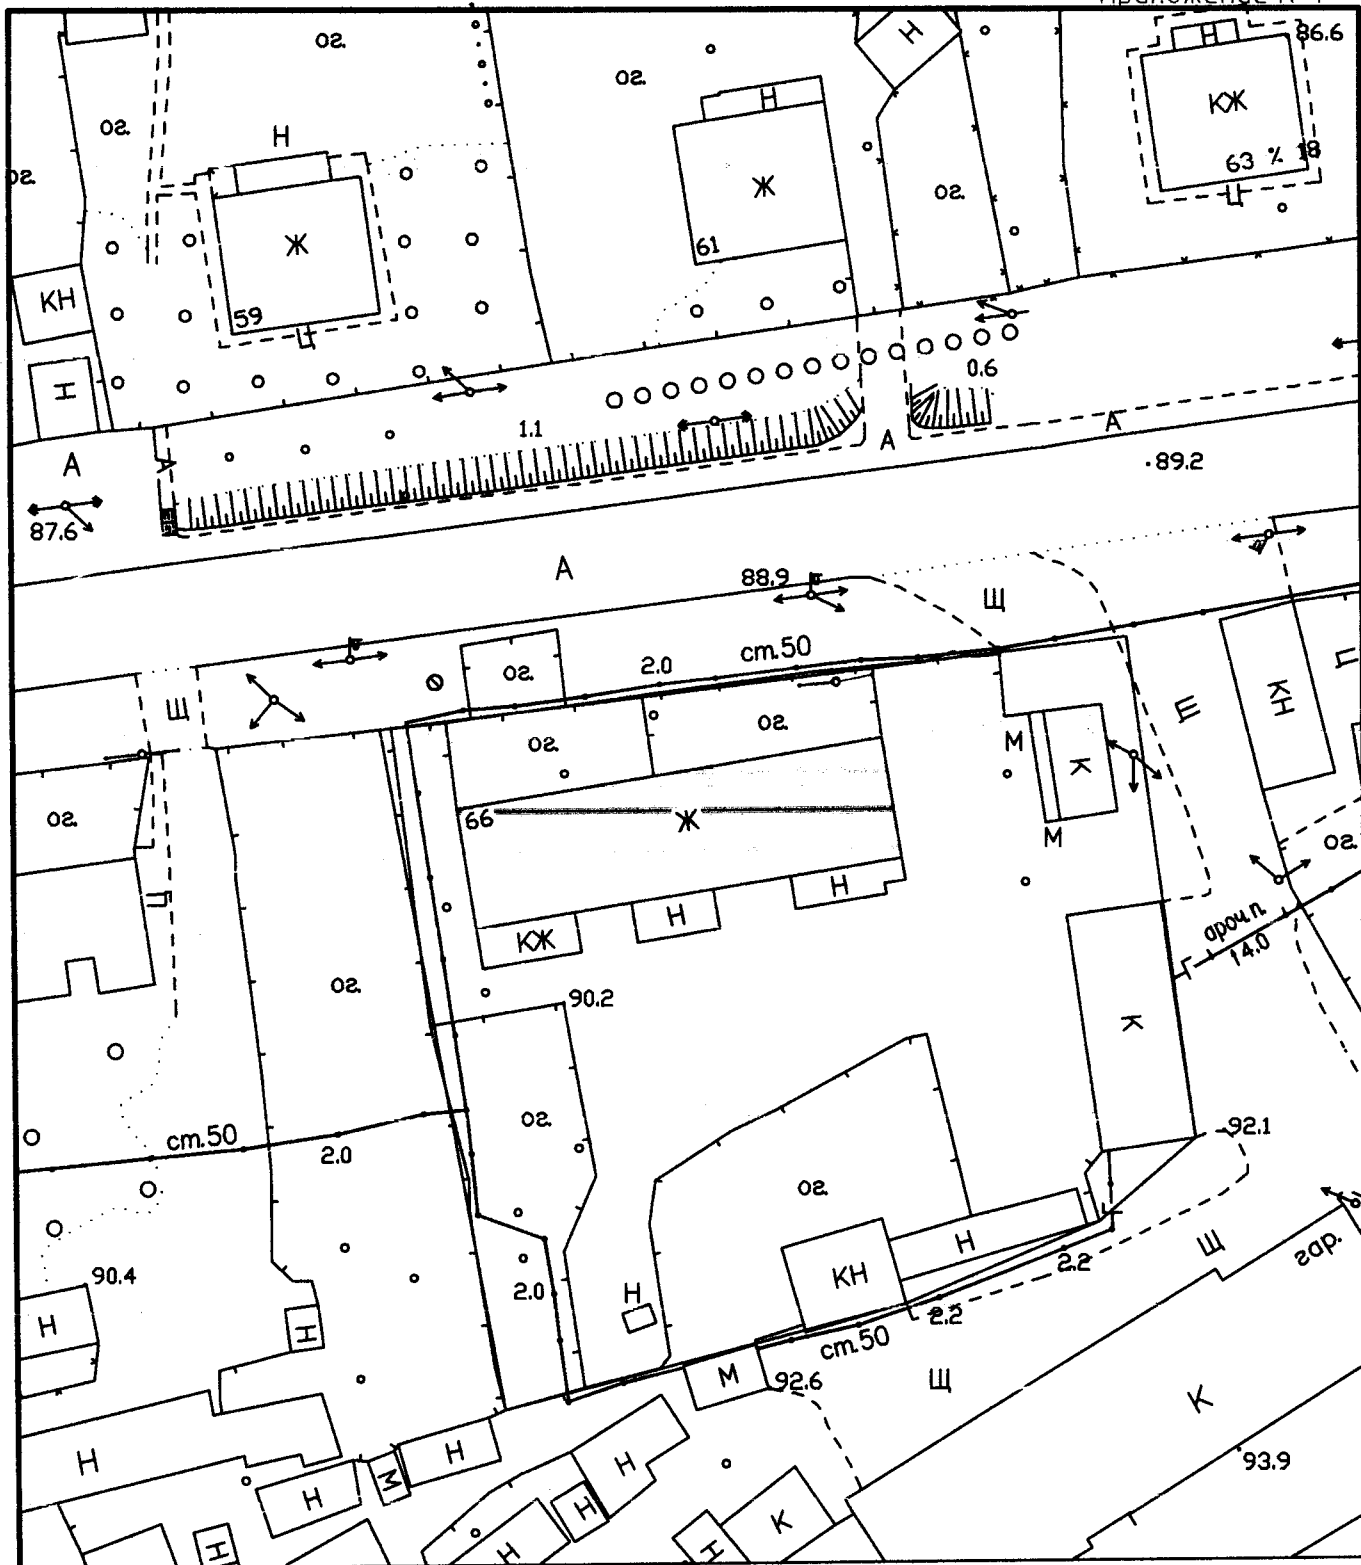 ог.
ог.
Н
86.6
ог.
Н
КЖ
ог.
Н
63 % 18
Ж
ог.
Ц
Ж
61
КН
59
Ц
Н
0.6
1.1
А
А
А
А
89.2
87.6
А
88.9
Щ
ст.50
2.0
ог.
Щ
Щ
КН
Ц
ог.
ог.
М
К
М
ог.
66
Ж
ог.
Ц
Н
Н
КЖ
ароч п.
14.0
ог.
90.2
К
ог.
92.1
ст.50
2.0
ог.
Н
Щ
гар.
2.2
КН
90.4
2.0
Н
2.2
Н
Н
ст.50
М
92.6
Щ
К
Н
Н
Н
93.9
М
Н
Н
К
Н
Н
Н